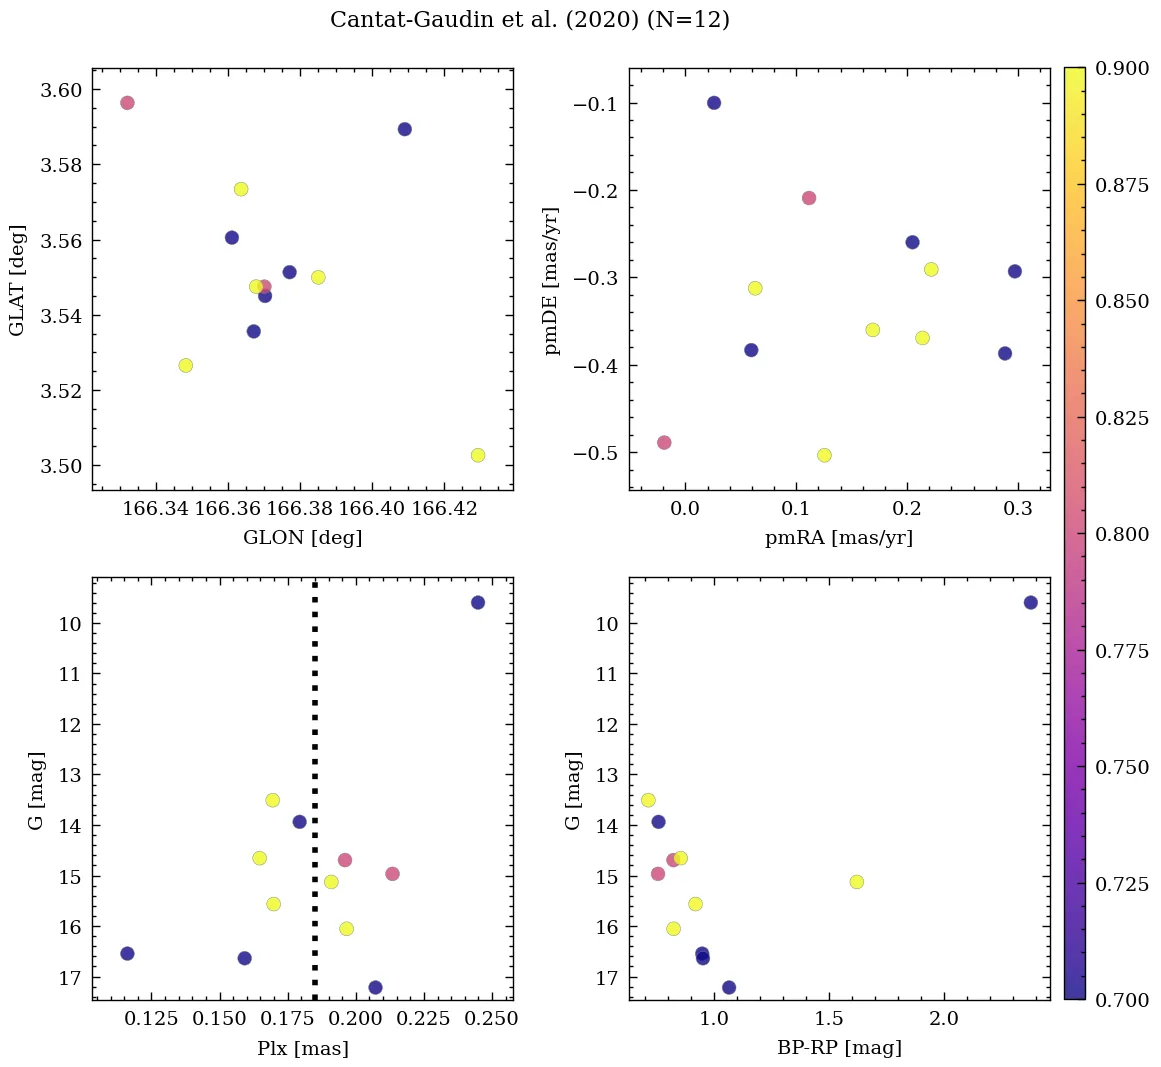 Cantat-Gaudin et al. (2020) (N=12)
3.60
3.58
3.56
3.54
3.52
3.50
GLAT [deg]
166.34 166.36 166.38 166.40 166.42
GLON [deg]
−0.1
−0.2
−0.3
−0.4
−0.5
pmDE [mas/yr]
0.0 0.1 0.2 0.3
pmRA [mas/yr]
10
11
12
13
14
15
16
17
G [mag]
0.125 0.150 0.175 0.200 0.225 0.250
Plx [mas]
10
11
12
13
14
15
16
17
G [mag]
1.0 1.5 2.0
BP-RP [mag]
0.900
0.875
0.850
0.825
0.800
0.775
0.750
0.725
0.700